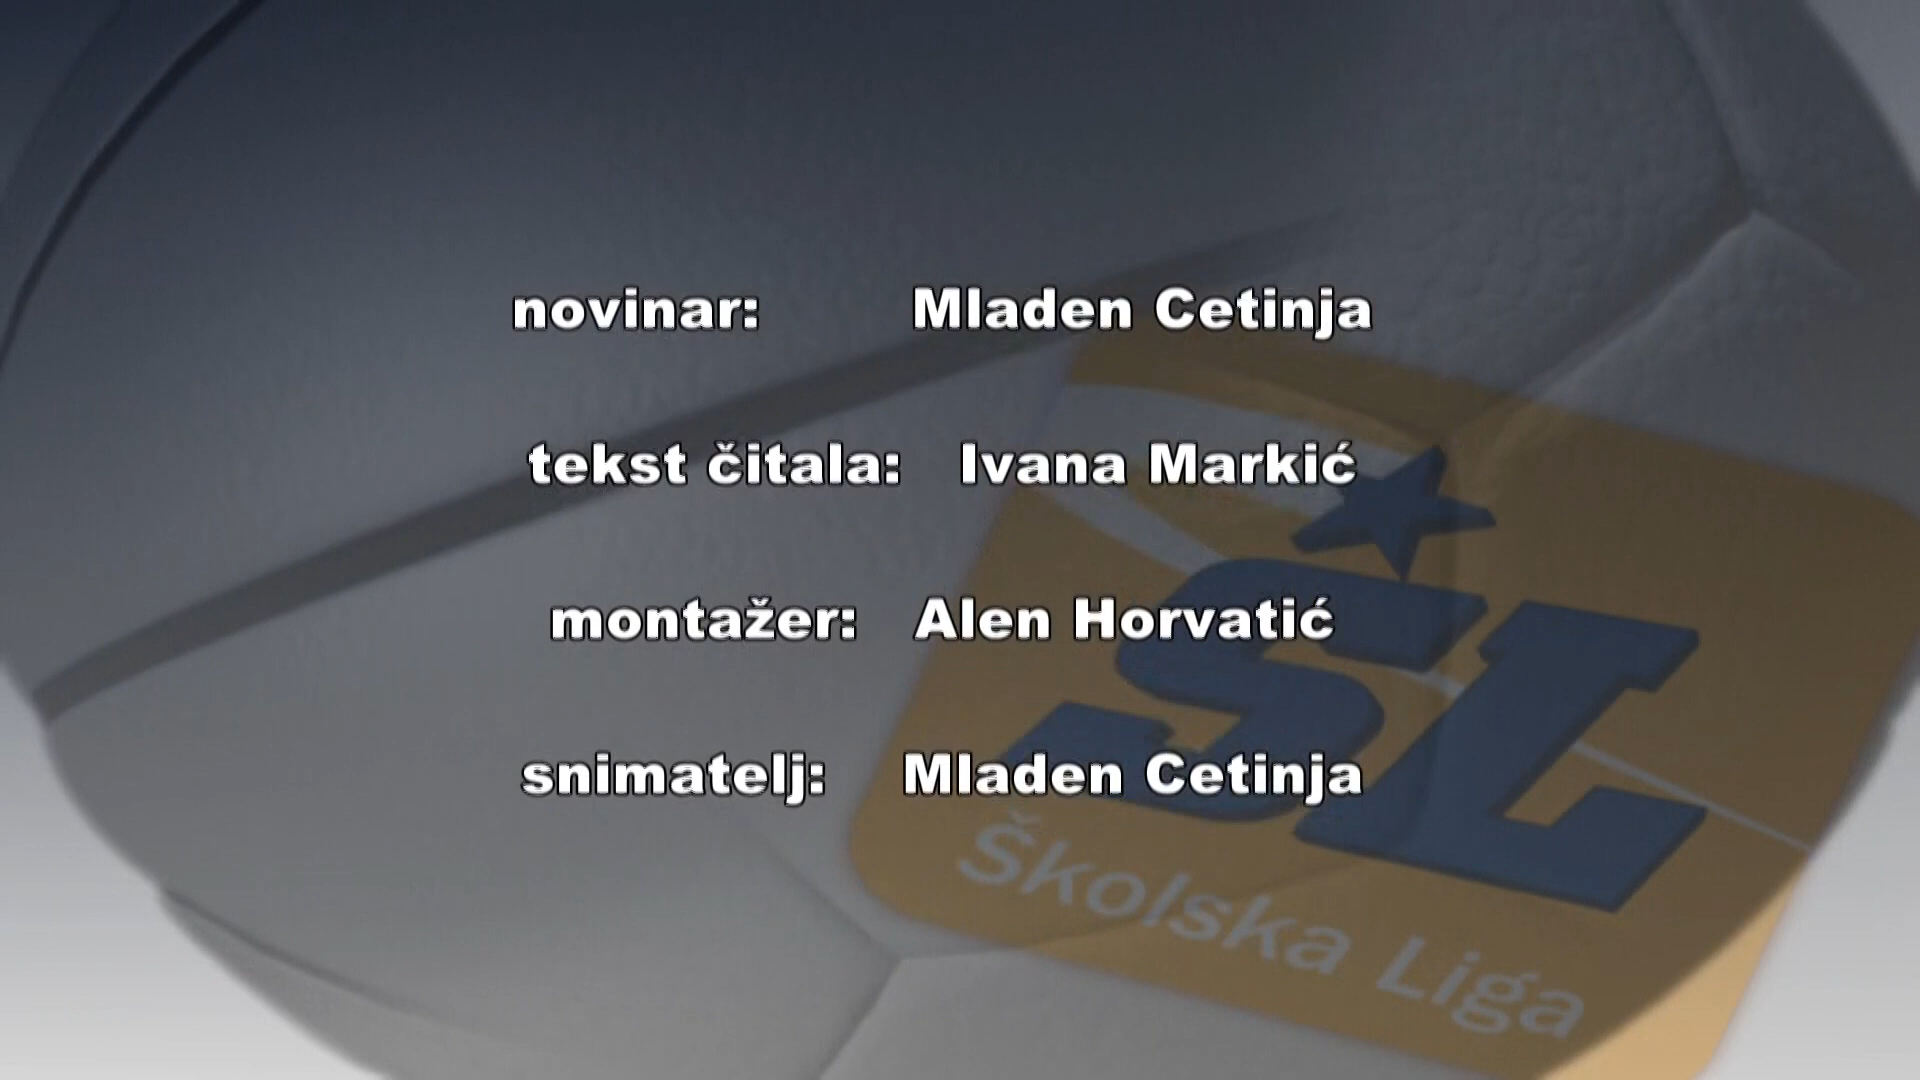 novinar: Mladen Cetinja
tekst čitala: Ivana Markić
montažer: Alen Horvatić
snimatelj: Mladen Cetinja
ŠL
Školska Liga